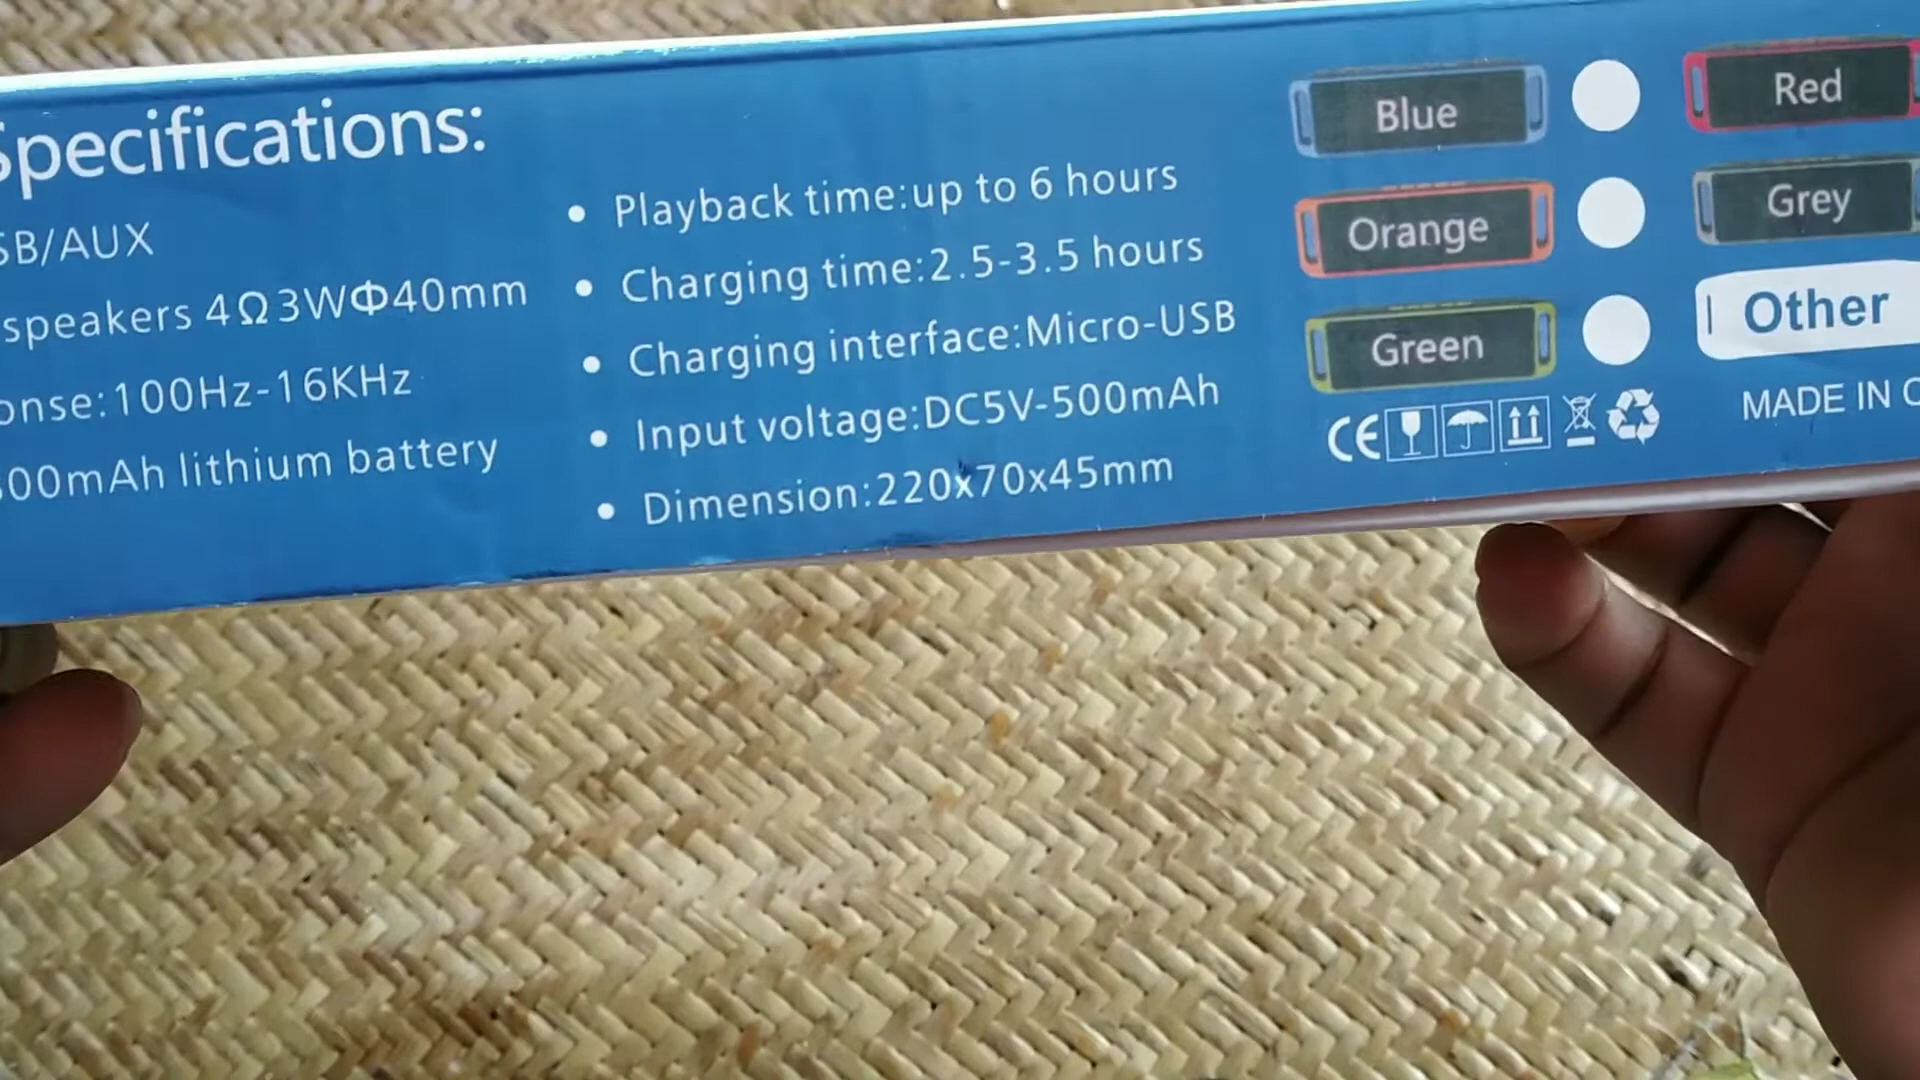 Specifications:
SB/AUX
speakers 4Ω3WΦ40mm
onse:100Hz-16KHz
00mAh lithium battery
• Playback time:up to 6 hours
• Charging time:2.5-3.5 hours
• Charging interface:Micro-USB
• Input voltage:DC5V-500mAh
• Dimension:220x70x45mm
Blue
Red
Orange
Grey
Green
Other
CE
MADE IN C